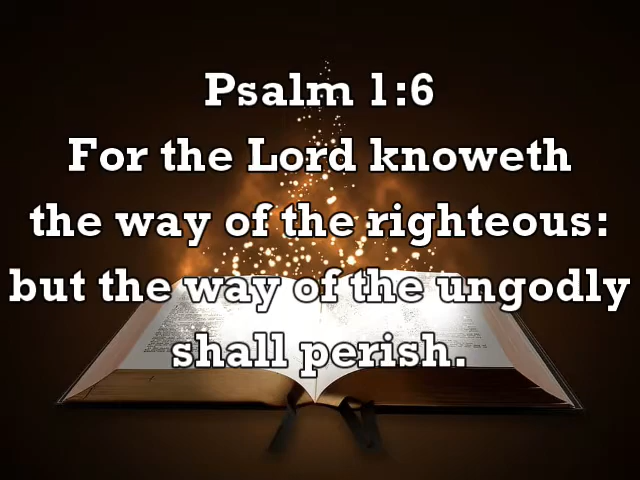 Psalm 1:6
For the Lord knoweth
the way of the righteous:
but the way of the ungodly
shall perish.